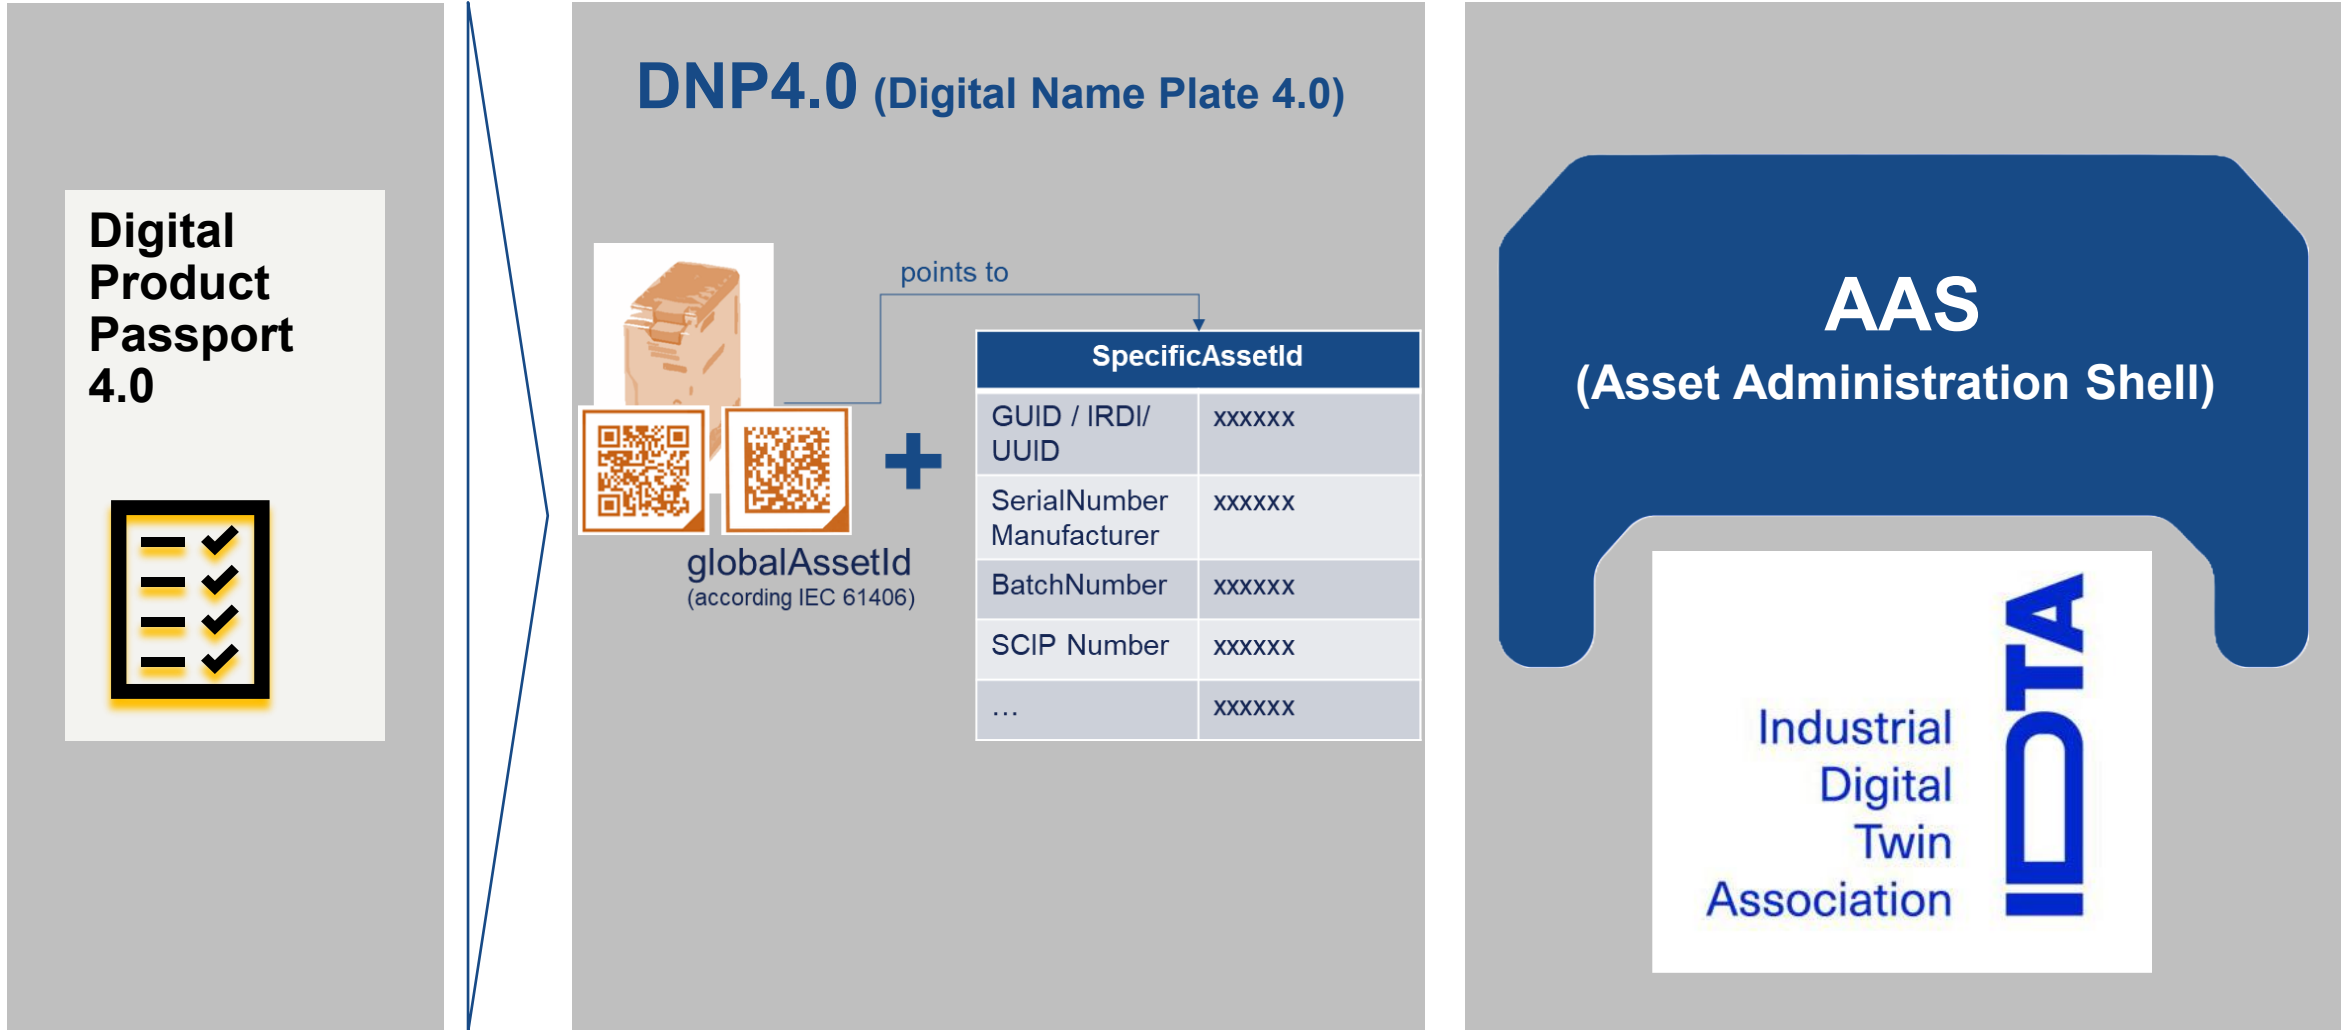 Digital
Product
Passport
4.0
DNP4.0 (Digital Name Plate 4.0)
points to
globalAssetId
(according IEC 61406)
SpecificAssetId
GUID / IRDI/
UUID
xxxxxx
SerialNumber
Manufacturer
xxxxxx
BatchNumber
xxxxxx
SCIP Number
xxxxxx
...
xxxxxx
AAS
(Asset Administration Shell)
Industrial
Digital
Twin
Association
IDTA